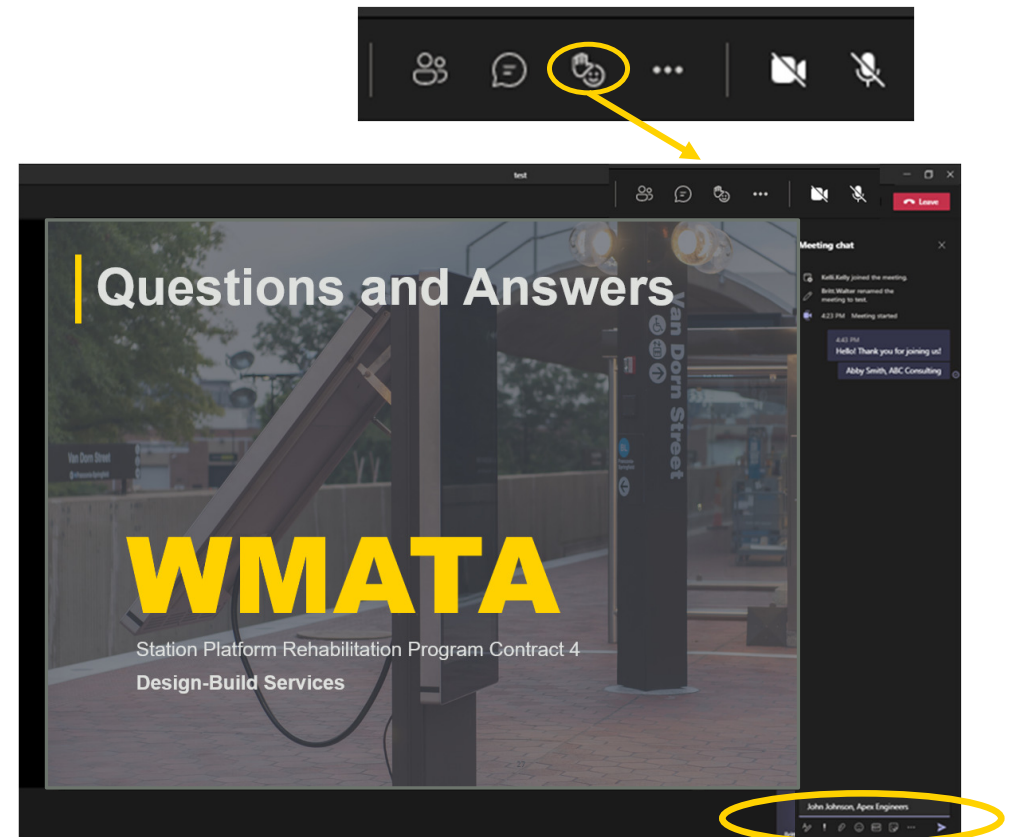 test
Leave
Questions and Answers
Meeting chat
Kelli.Kelly joined the meeting.
Britt.Walter renamed the
meeting to test.
4:23 PM Meeting started
4:43 PM
Hello! Thank you for joining us!
Abby Smith, ABC Consulting
Van Dorn Street
Van Dorn Street
WMATA
Station Platform Rehabilitation Program Contract 4
Design-Build Services
John Johnson, Apex Engineers